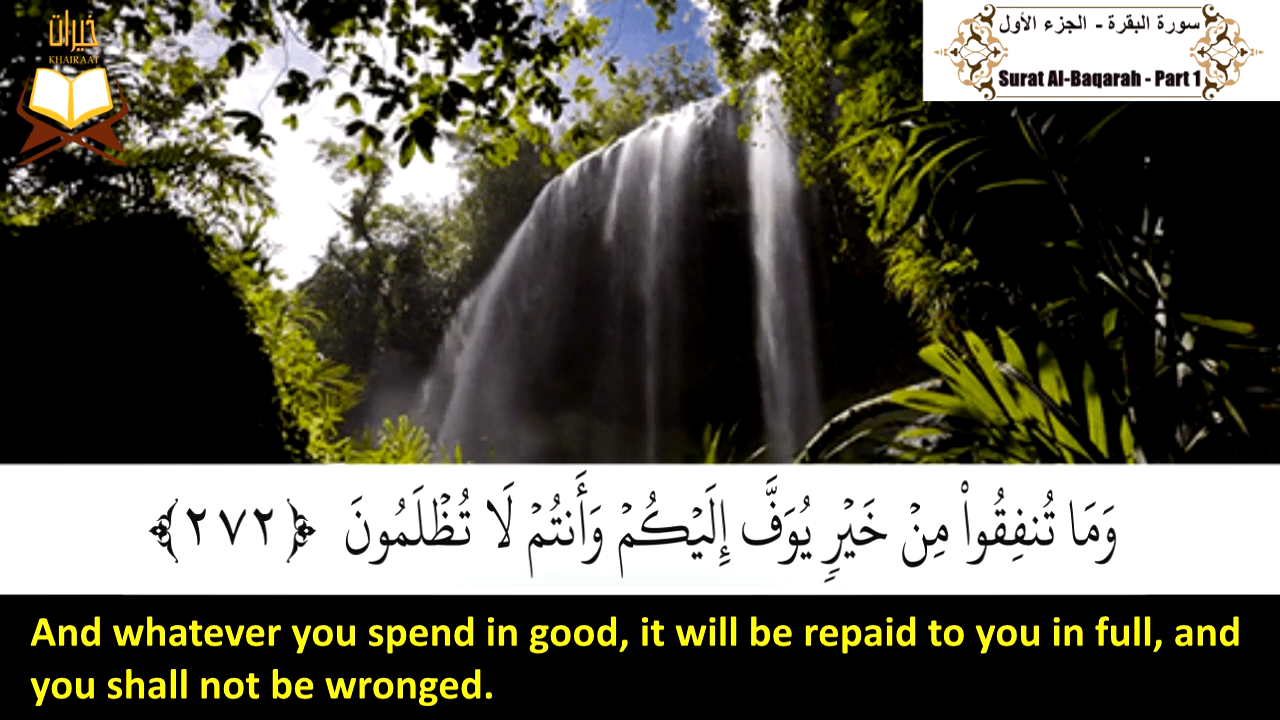 خيرات
KHAIRAAT
سورة البقرة - الجزء الأول
Surat Al-Baqarah - Part 1
وَمَا تُنفِقُوا۟ مِنْ خَيْرٍ يُوَفَّ إِلَيْكُمْ وَأَنتُمْ لَا تُظْلَمُونَ ﴿٢٧٢﴾
And whatever you spend in good, it will be repaid to you in full, and
you shall not be wronged.